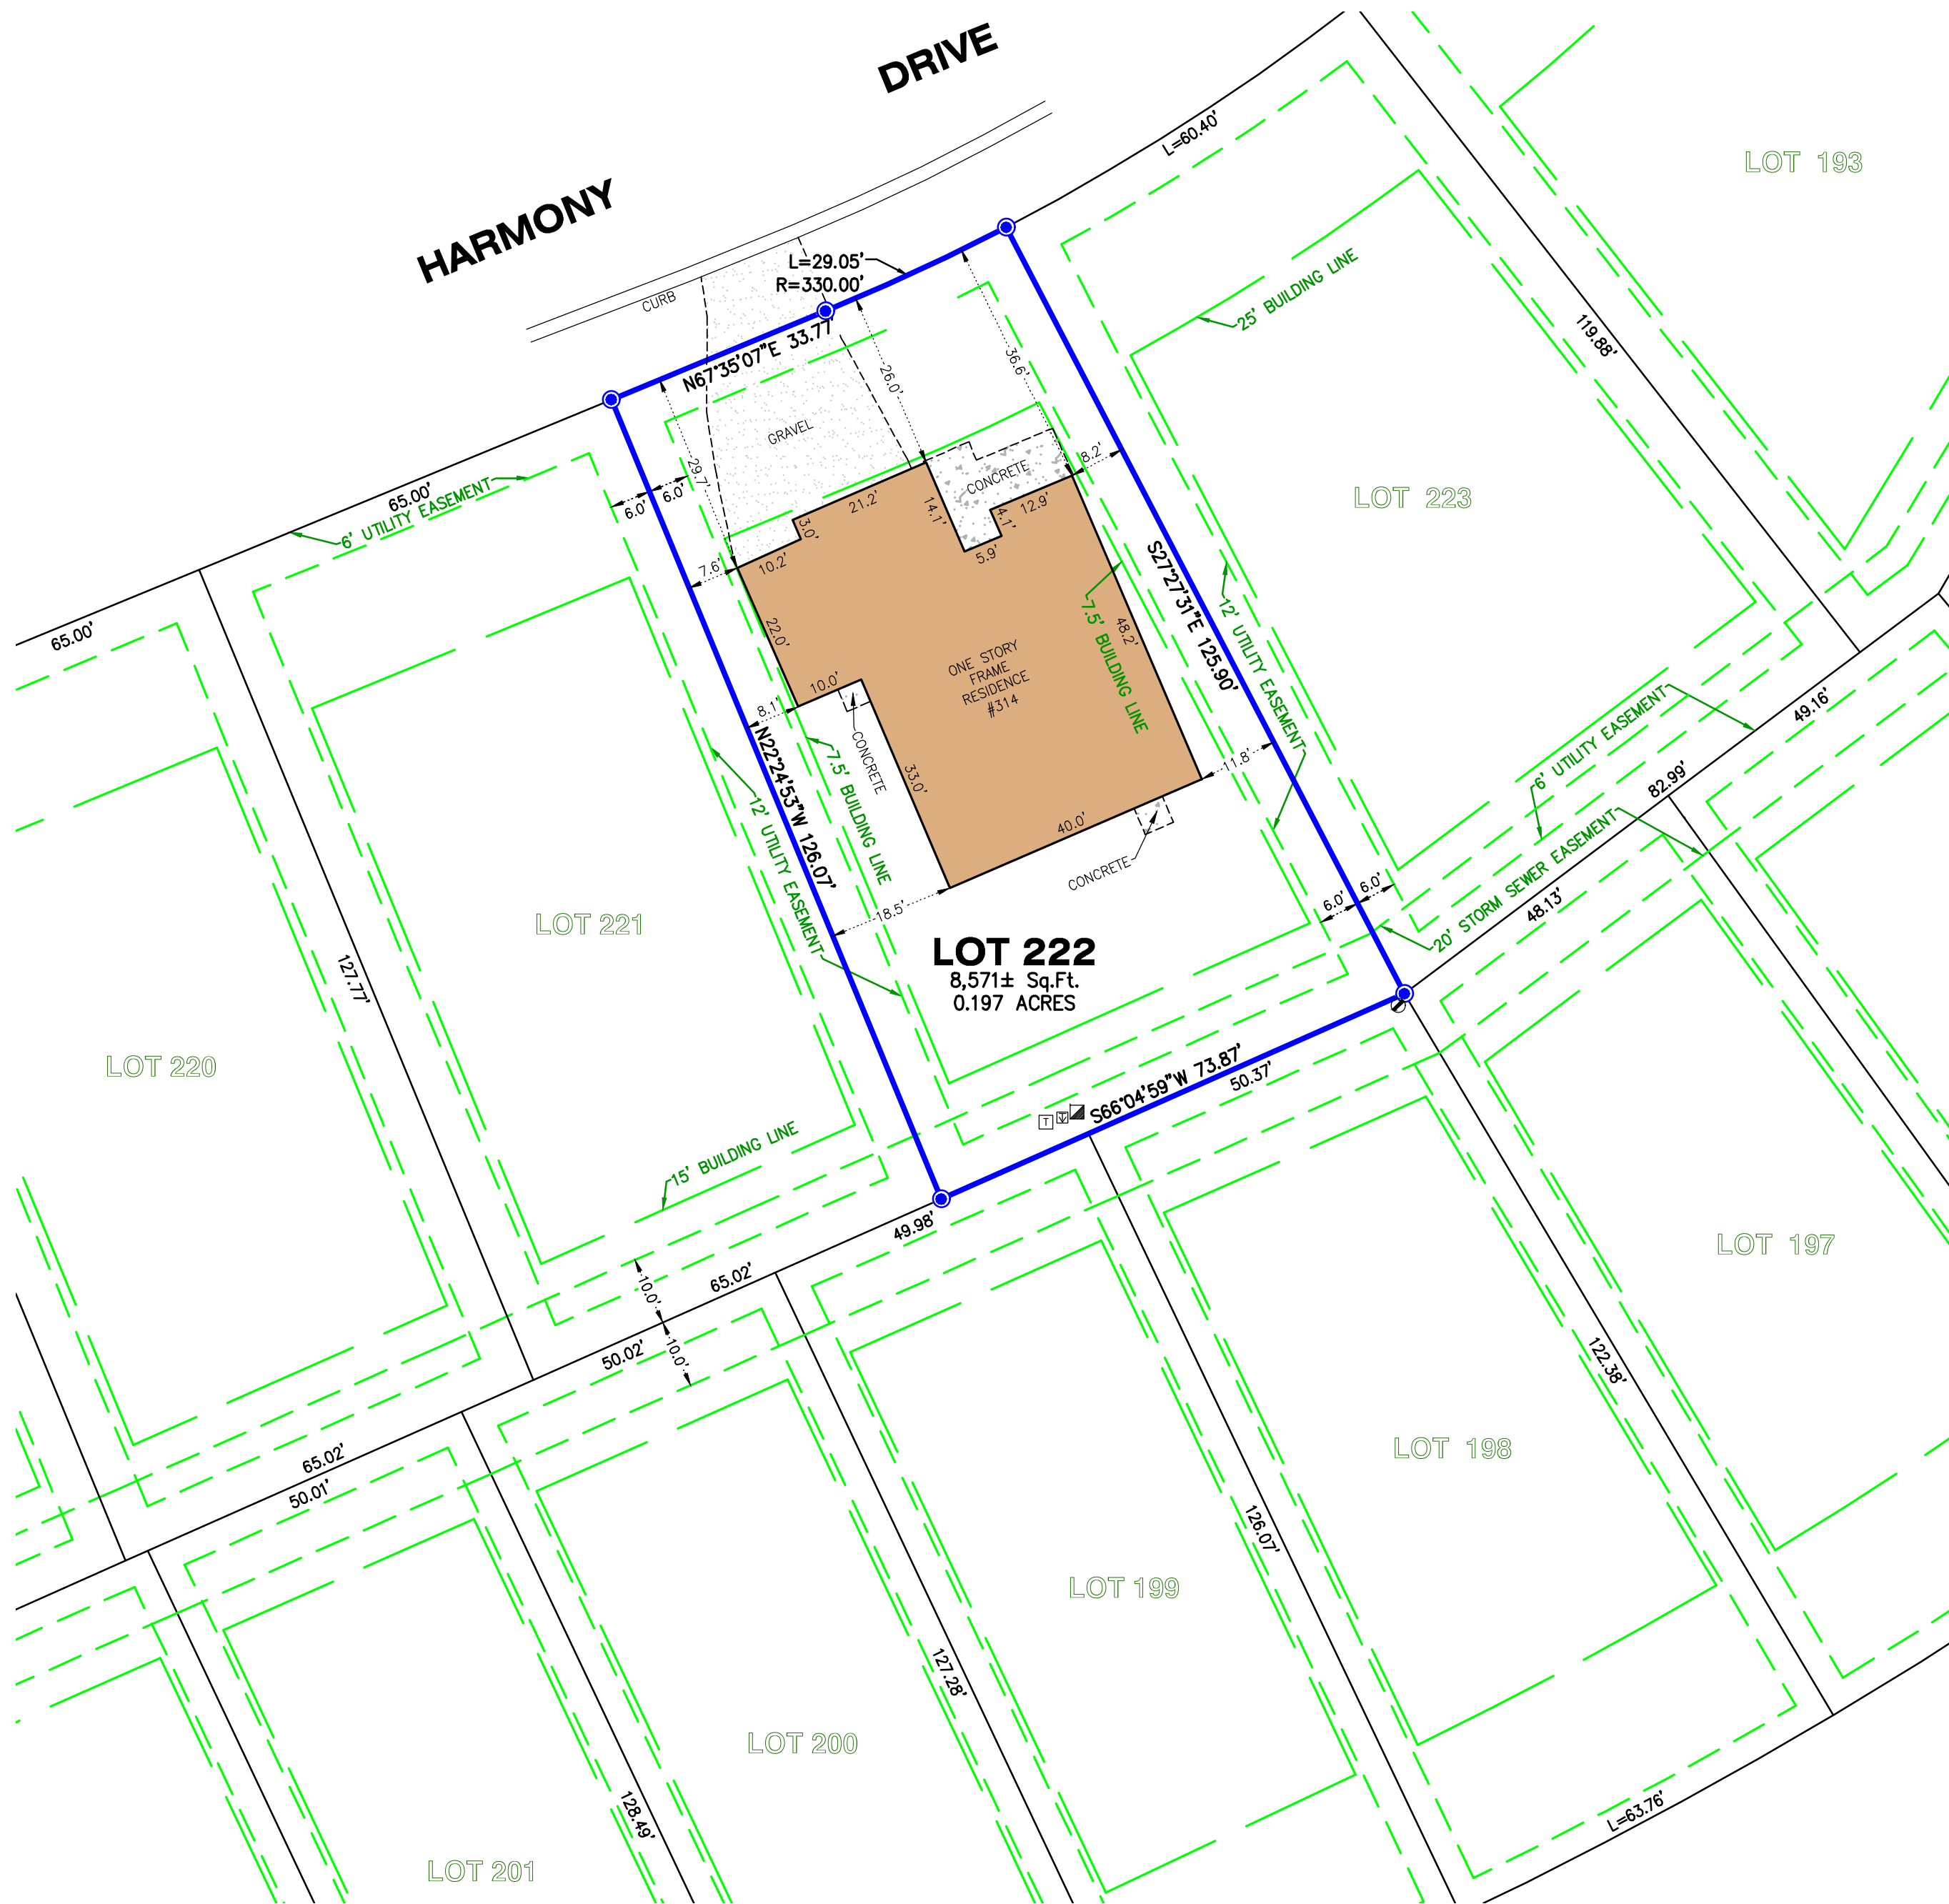 HARMONY
DRIVE
L=60.40'
LOT 193
CURB
L=29.05'
R=330.00'
N67°35'07"E 33.77'
25' BUILDING LINE
119.88'
36.6'
26.0'
GRAVEL
29.7'
6.0'
6.0'
65.00'
6' UTILITY EASEMENT
65.00'
CONCRETE
8.2'
21.2'
14.1'
4.1'
12.9'
5.9'
3.0'
10.2'
7.6'
LOT 223
S27°27'31"E 125.90'
12' UTILITY EASEMENT
7.5' BUILDING LINE
48.2'
22.0'
10.0'
8.1'
ONE STORY
FRAME
RESIDENCE
#314
CONCRETE
33.0'
N22°24'53"W 126.07'
7.5' BUILDING LINE
12' UTILITY EASEMENT
11.8'
40.0'
CONCRETE
18.5'
6' UTILITY EASEMENT
49.16'
82.99'
20' STORM SEWER EASEMENT
48.13'
6.0'
6.0'
LOT 222
8,571± Sq.Ft.
0.197 ACRES
LOT 221
127.77'
LOT 220
S66°04'59"W 73.87'
50.37'
T
15' BUILDING LINE
49.98'
65.02'
10.0'
10.0'
50.02'
65.02'
50.01'
LOT 197
122.38'
LOT 198
126.07'
LOT 199
127.28'
LOT 200
128.49'
LOT 201
L=63.76'